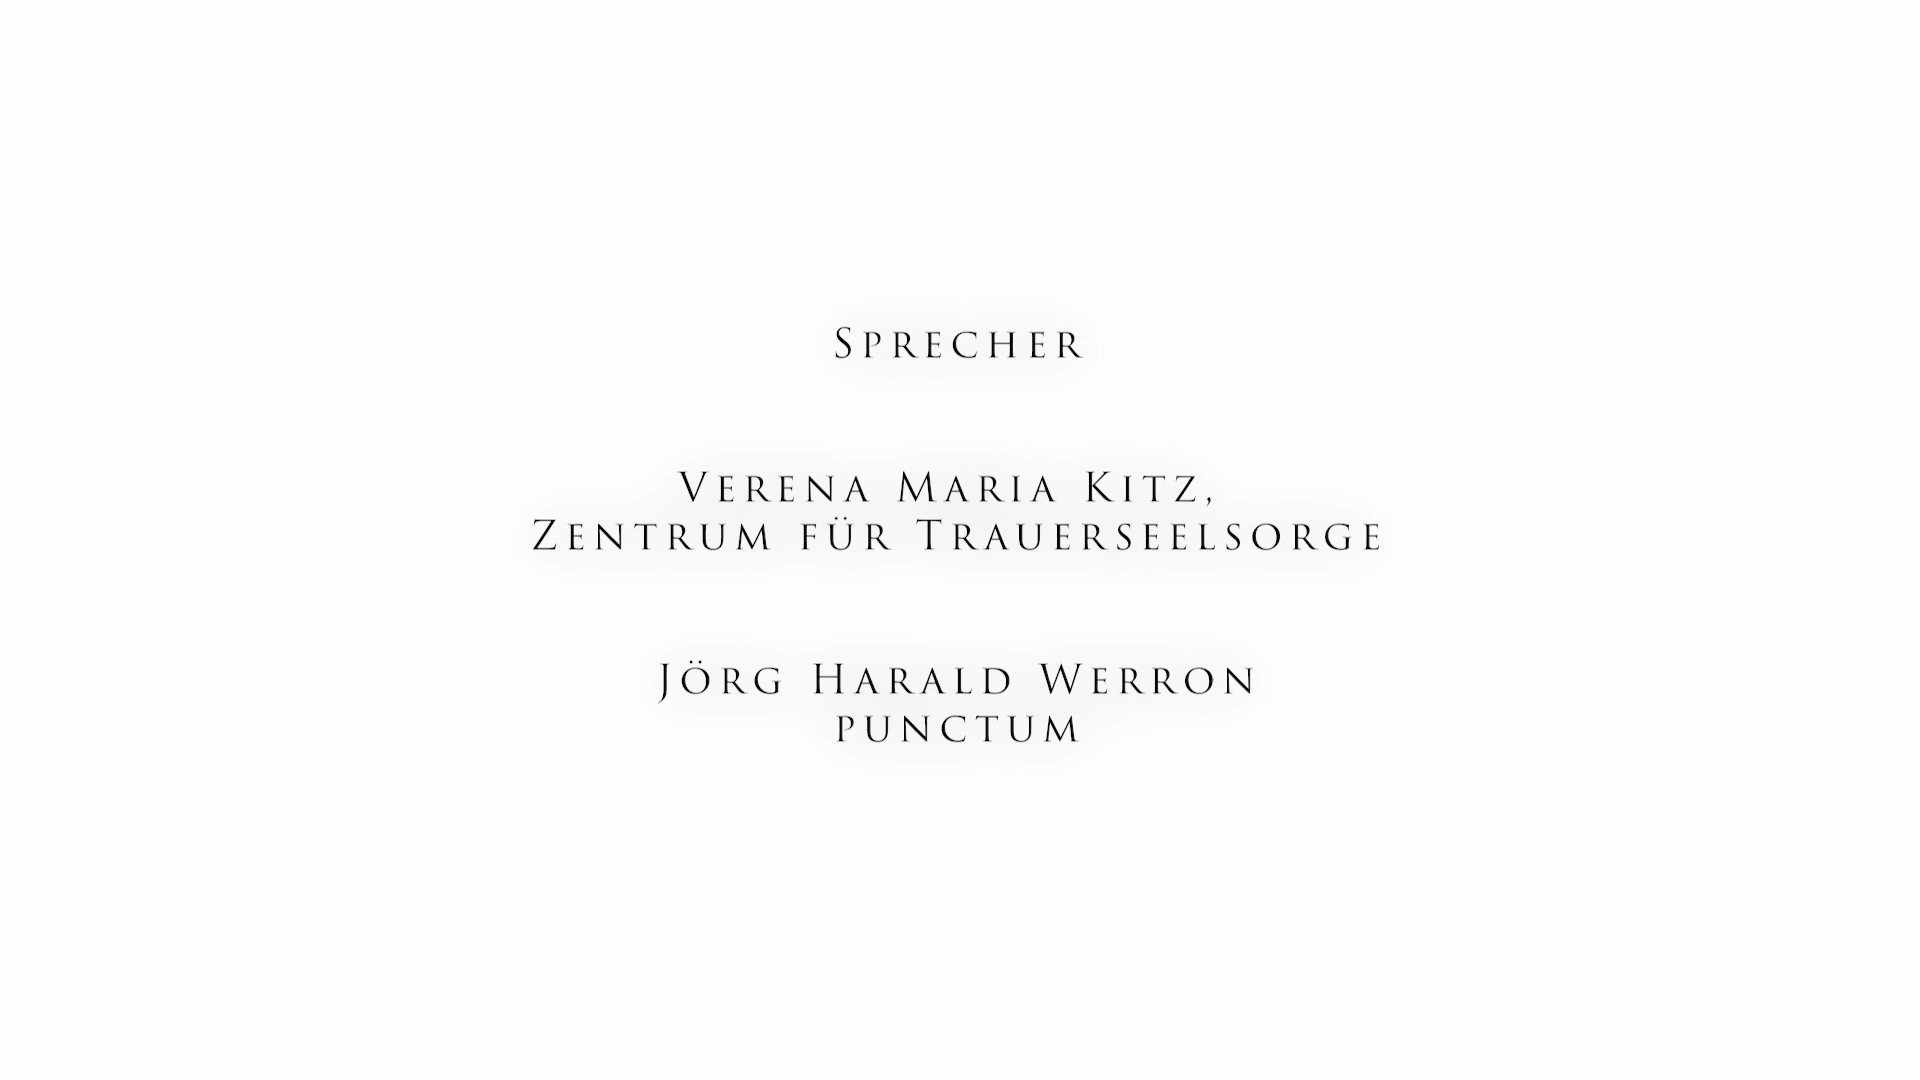 Sprecher
Verena Maria Kitz,
Zentrum für Trauerseelsorge
Jörg Harald Werron
punctum